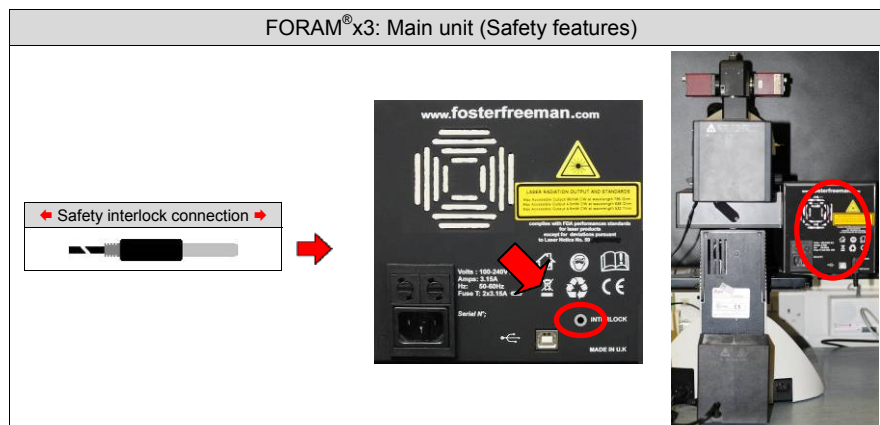 FORAM®x3: Main unit (Safety features)
Safety interlock connection
www.fosterfreeman.com
LASER RADIATION OUTPUT AND STANDARDS
complies with FDA performances standards
for laser products
except for deviations pursuant
to Laser Notice No. 50
Volts : 100-240V
Amps: 3.15A
Hz: 50-60Hz
Fuse T: 2x3.15A
Serial N°;
INTERLOCK
CE
MADE IN U.K